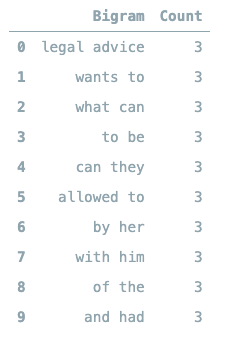 Bigram Count
0 legal advice 3
1 wants to 3
2 what can 3
3 to be 3
4 can they 3
5 allowed to 3
6 by her 3
7 with him 3
8 of the 3
9 and had 3